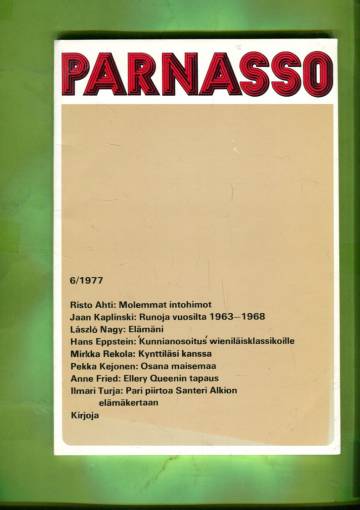 PARNASSO
6/1977
Risto Ahti: Molemmat intohimot
Jaan Kaplinski: Runoja vuosilta 1963–1968
László Nagy: Elämäni
Hans Eppstein: 'Kunnianosoitus' wieniläisklassikoille
Mirkka Rekola: Kynttiläsi kanssa
Pekka Kejonen: Osana maisemaa
Anne Fried: Ellery Queenin tapaus
Ilmari Turja: Pari piirtoa Santeri Alkion
elämäkertaan
Kirjoja